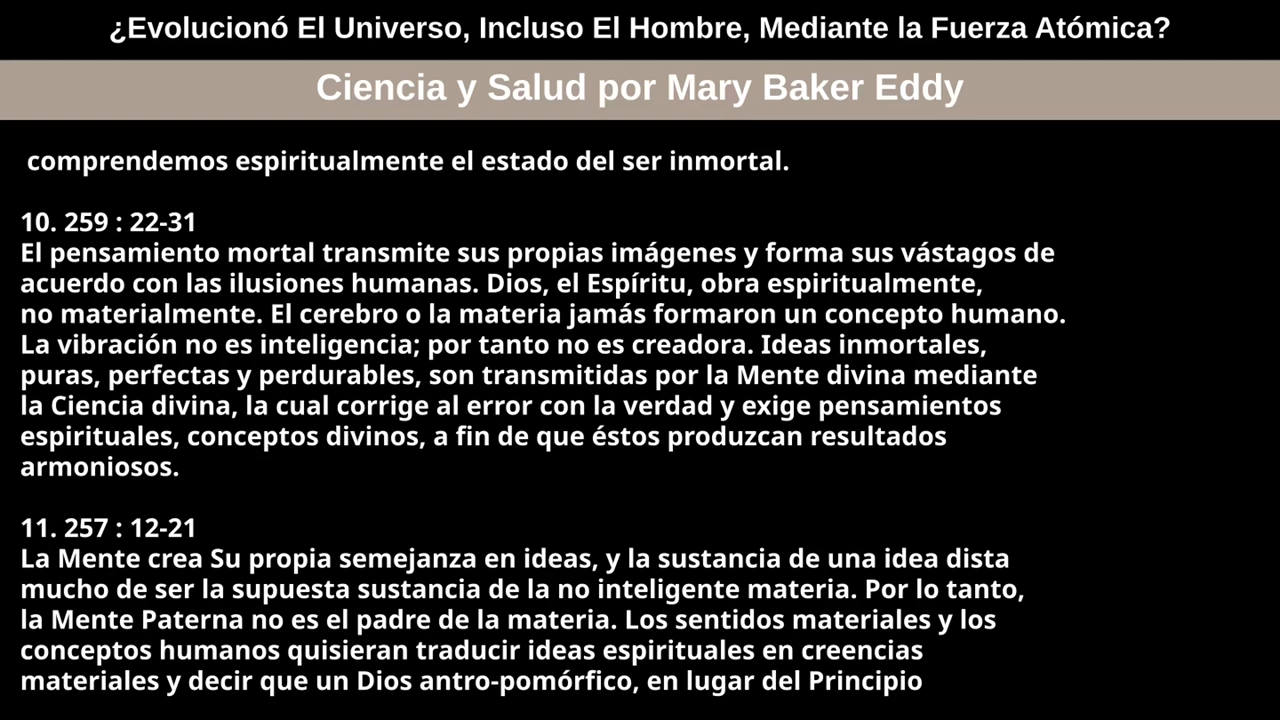 ¿Evolucionó El Universo, Incluso El Hombre, Mediante la Fuerza Atómica?
Ciencia y Salud por Mary Baker Eddy
comprendemos espiritualmente el estado del ser inmortal.
10. 259 : 22-31
El pensamiento mortal transmite sus propias imágenes y forma sus vástagos de
acuerdo con las ilusiones humanas. Dios, el Espíritu, obra espiritualmente,
no materialmente. El cerebro o la materia jamás formaron un concepto humano.
La vibración no es inteligencia; por tanto no es creadora. Ideas inmortales,
puras, perfectas y perdurables, son transmitidas por la Mente divina mediante
la Ciencia divina, la cual corrige al error con la verdad y exige pensamientos
espirituales, conceptos divinos, a fin de que éstos produzcan resultados
armoniosos.
11. 257 : 12-21
La Mente crea Su propia semejanza en ideas, y la sustancia de una idea dista
mucho de ser la supuesta sustancia de la no inteligente materia. Por lo tanto,
la Mente Paterna no es el padre de la materia. Los sentidos materiales y los
conceptos humanos quisieran traducir ideas espirituales en creencias
materiales y decir que un Dios antro-pomórfico, en lugar del Principio